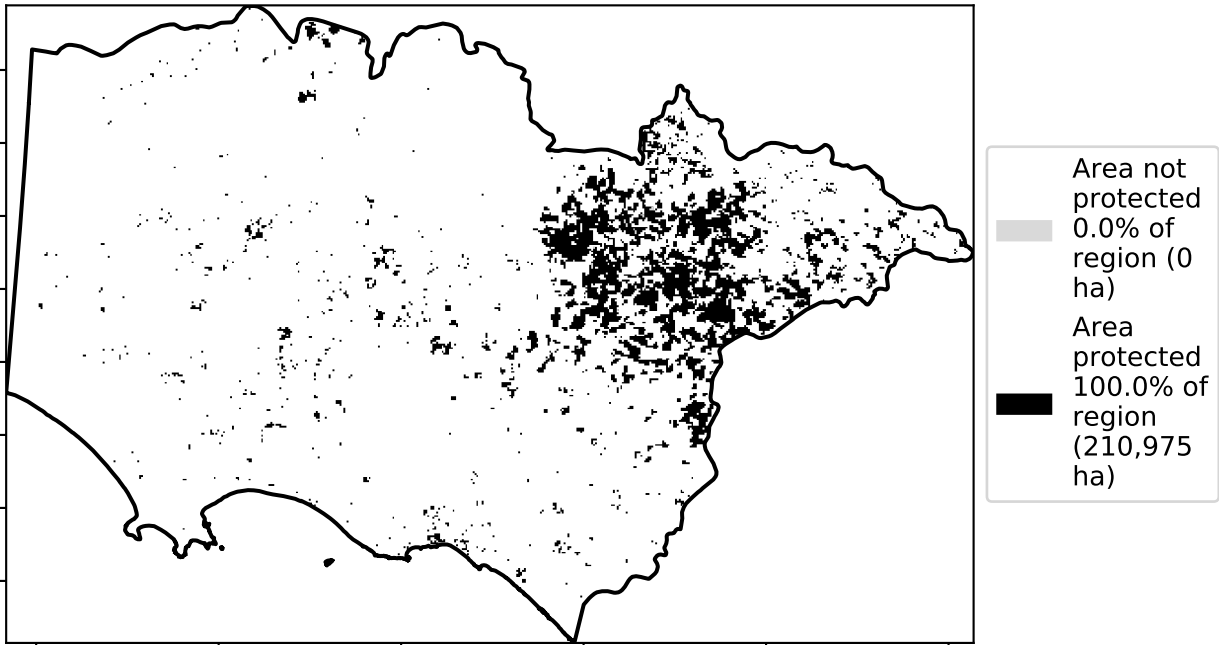 Area not
protected
0.0% of
region (0
ha)
Area
protected
100.0% of
region
(210,975
ha)